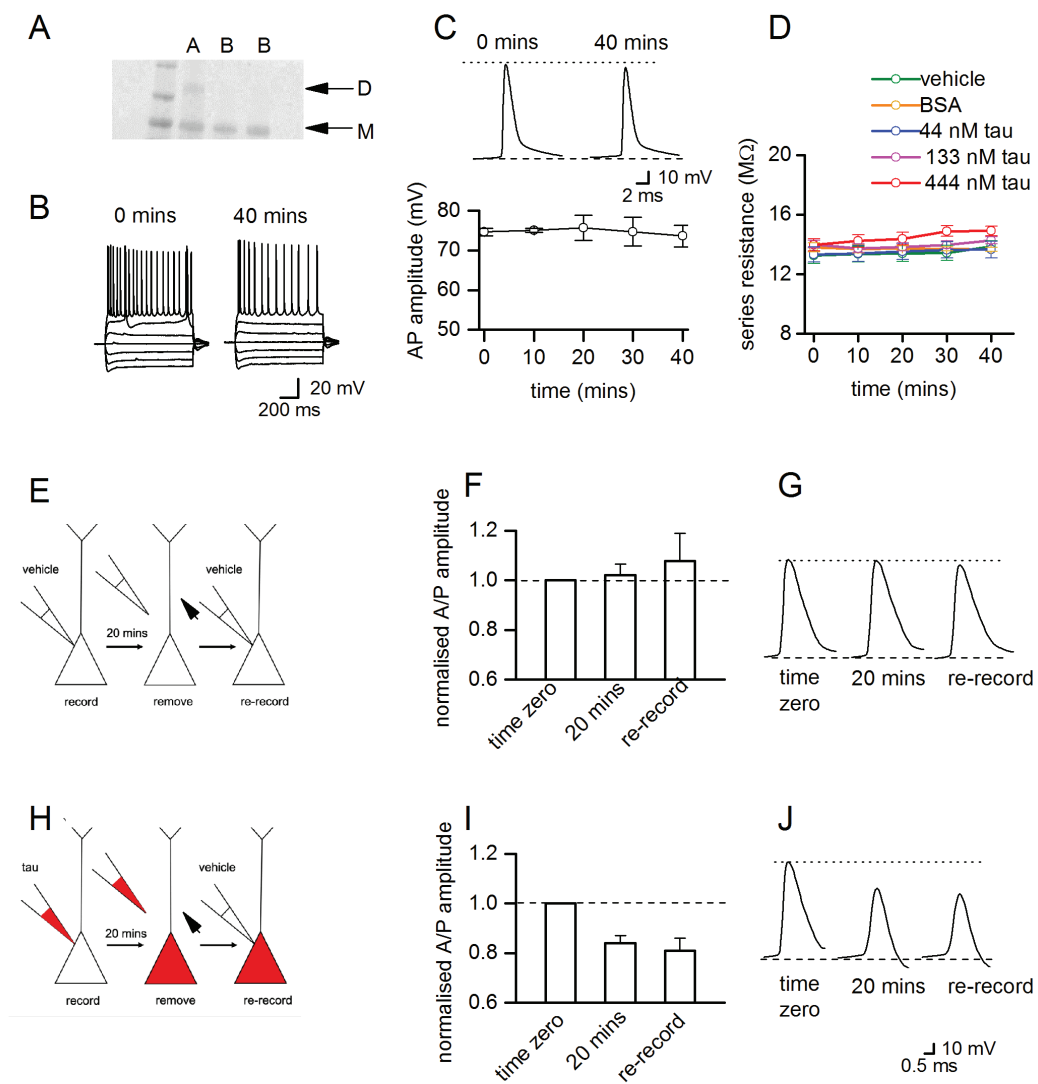 A
A B B
D
M
B
0 mins 40 mins
20 mV
200 ms
C
0 mins 40 mins
10 mV
2 ms
AP amplitude (mV)
80
70
60
50
0 10 20 30 40
time (mins)
D
vehicle
BSA
44 nM tau
133 nM tau
444 nM tau
series resistance (MΩ)
20
16
12
8
0 10 20 30 40
time (mins)
E
vehicle vehicle
20 mins
record remove re-record
F
normalised A/P amplitude
1.2
1.0
0.8
0.6
time zero
20 mins
re-record
G
time 20 mins re-record
zero
H
tau vehicle
20 mins
record remove re-record
I
normalised A/P amplitude
1.2
1.0
0.8
0.6
time zero
20 mins
re-record
J
time 20 mins re-record
zero
10 mV
0.5 ms